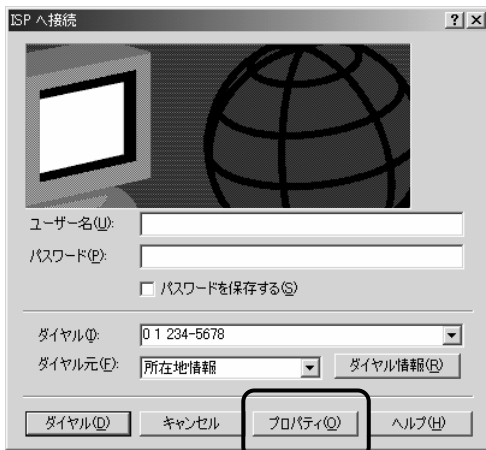 ISP へ接続
ユーザー名(U):
パスワード(P):
パスワードを保存する(S)
ダイヤル(I): 0 1 234-5678
ダイヤル元(F): 所在地情報 ダイヤル情報(R)
ダイヤル(D) キャンセル プロパティ(O) ヘルプ(H)